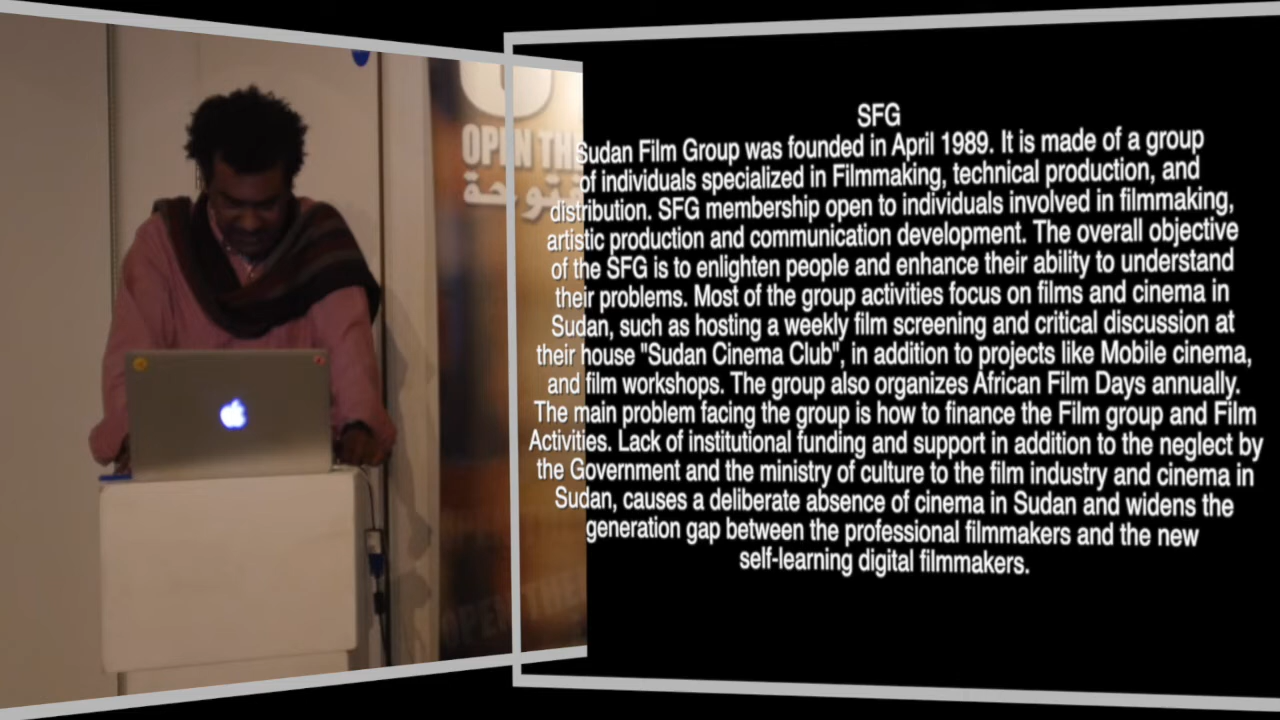 OPEN THE
مفتوحة
SFG
Sudan Film Group was founded in April 1989. It is made of a group
of individuals specialized in Filmmaking, technical production, and
distribution. SFG membership open to individuals involved in filmmaking,
artistic production and communication development. The overall objective
of the SFG is to enlighten people and enhance their ability to understand
their problems. Most of the group activities focus on films and cinema in
Sudan, such as hosting a weekly film screening and critical discussion at
their house "Sudan Cinema Club", in addition to projects like Mobile cinema,
and film workshops. The group also organizes African Film Days annually.
The main problem facing the group is how to finance the Film group and Film
Activities. Lack of institutional funding and support in addition to the neglect by
the Government and the ministry of culture to the film industry and cinema in
Sudan, causes a deliberate absence of cinema in Sudan and widens the
generation gap between the professional filmmakers and the new
self-learning digital filmmakers.
OPEN THE